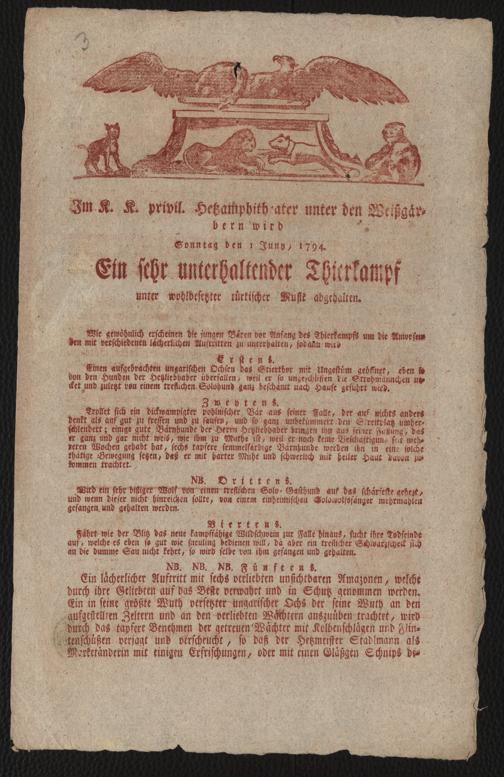 3
Im K. K. privil. Hetzamphitheater unter den Weißgär-
bern wird
Sonntag den 1 Juny, 1794.
Ein sehr unterhaltender Thierkampf
unter wohlbesetzter türkischer Musik abgehalten.
Wie gewöhnlich erscheinen die jungen Bären vor Anfang des Thierkampfs um die Anwesen-
den mit verschiedenen lächerlichen Auftritten zu unterhalten, sodann wird
Erstens.
Einem aufgebrachten ungarischen Ochsen das Stierthor mit Ungestüm geöffnet, eben so
von den Hunden der Hetzliebhaber überfallen, weil er so ungeschliffen die Strohmännchen
und zuletzt von einem treflichen Solohund ganz beschämt nach Hause geführt wird.
Zweytens.
Trollet sich ein dickwampigter pohlnischer Bär aus seiner Falle, der auf nichts anders
denkt als auf gut zu fressen und zu saufen, und so ganz unbekümmert den Streitplatz umher-
schlendert; einige gute Bärnhunde der Herrn Hetzliebhaber bringen ihn aus seiner Fassung, daß
er ganz und gar nicht weis, wie ihm zu Muthe ist, weil er noch keine Beschäftigung seit meh-
reren Wochen gehabt hat, sechs tapfere semmelfarbige Bärnhunde werden ihn in eine solche
thätige Bewegung setzen, daß er mit harter Mühe und schwerlich mit heiler Haut davon zu
kommen trachtet.
NB. Drittens.
Wird ein sehr bißiger Wolf von einem treflichen Solo-Gasthund auf das schärfeste gehetzt,
und wenn dieser nicht hinreichen sollte, von einem einheimischen Solowolfsfänger mehrmahlen
gefangen und gehalten werden.
Viertens.
Fährt wie der Blitz das neue kampfhähige Wildschwein zur Falle hinaus, sucht ihre Todfeinde
auf, welche es eben so gut wie bedienen will, da aber ein treflicher Schwarzscheck sich
an die dumme Sau nicht kehrt, so wird selbe von ihm gefangen und gehalten.
NB. NB. NB. Fünftens.
Ein lächerlicher Auftritt mit sechs verliebten unsichtbaren Amazonen, welche
durch ihre Geliebten auf das Beste verwahrt und in Schutz genommen werden.
Ein in seine größte Wuth versetzter ungarischer Ochs der seine Wuth an den
aufgestellten Zeltern und an den verliebten Wächtern auszuüben trachtet, wird
durch das tapfere Benehmen der getreuen Wächter mit Kolbenschlägen und Flin-
tenschüßen verjagt und verscheucht, so daß der Hetzmeister Stadlmann als
Marketänderin mit einigen Erfrischungen, oder mit einen Gläßgen Schnips be-